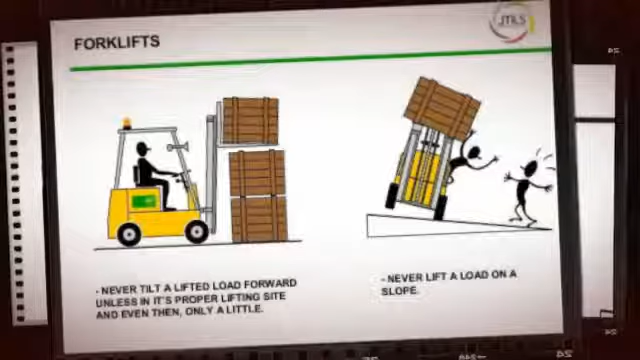 JTILS
FORKLIFTS
- NEVER TILT A LIFTED LOAD FORWARD
UNLESS IN IT'S PROPER LIFTING SITE
AND EVEN THEN, ONLY A LITTLE.
- NEVER LIFT A LOAD ON A
SLOPE.